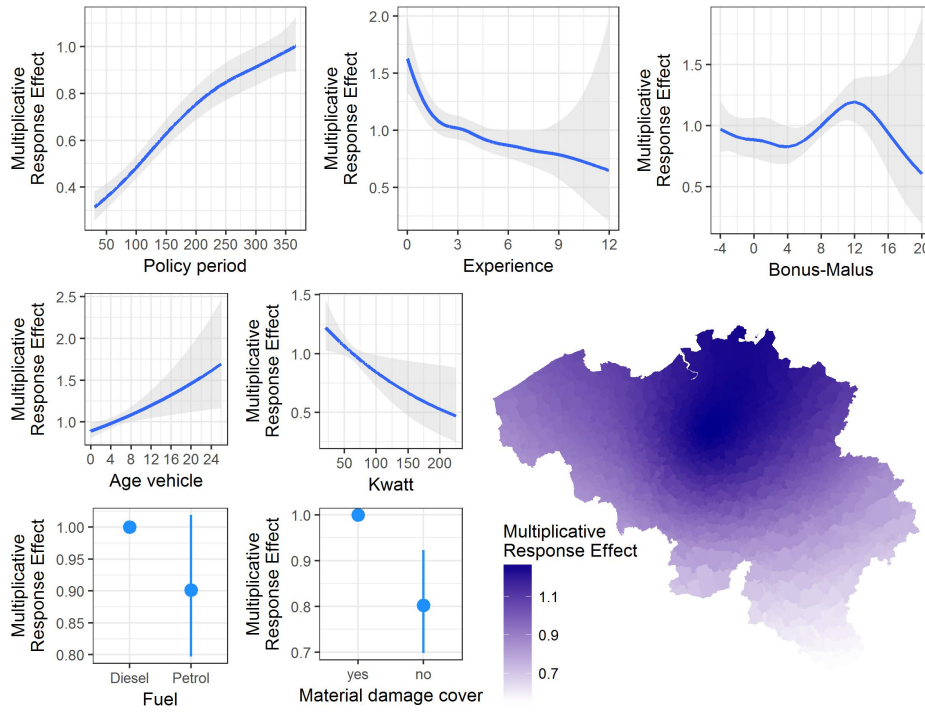 Multiplicative
Response Effect
1.0
0.8
0.6
0.4
50 100 150 200 250 300 350
Policy period
Multiplicative
Response Effect
2.0
1.5
1.0
0.5
0 3 6 9 12
Experience
Multiplicative
Response Effect
1.5
1.0
1.5
-4 0 4 8 12 16 20
Bonus-Malus
Multiplicative
Response Effect
2.5
2.0
1.5
1.0
0 4 8 12 16 20 24
Age vehicle
Multiplicative
Response Effect
1.5
1.0
0.5
50 100 150 200
Kwatt
Multiplicative
Response Effect
1.00
0.95
0.90
0.85
0.80
Diesel Petrol
Fuel
Multiplicative
Response Effect
1.0
0.9
0.8
0.7
yes no
Material damage cover
Multiplicative
Response Effect
1.1
0.9
0.7